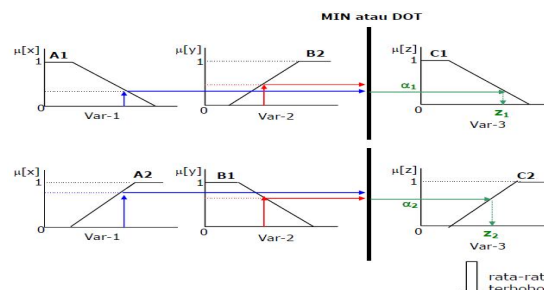 MIN atau DOT
μ[x] A1
1
0
Var-1
μ[y] B2
1
0
Var-2
μ[z] C1
1
0
α1
z1
Var-3
μ[x] A2
1
0
Var-1
μ[y] B1
1
0
Var-2
μ[z] C2
1
0
α2
z2
Var-3
rata-rat